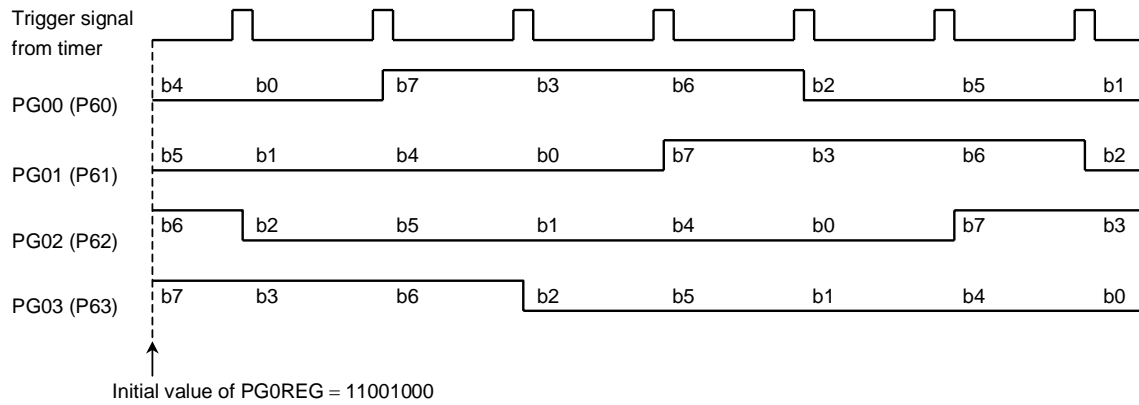 Trigger signal
from timer
PG00 (P60)
b4 b0 b7 b3 b6 b2 b5 b1
PG01 (P61)
b5 b1 b4 b0 b7 b3 b6 b2
PG02 (P62)
b6 b2 b5 b1 b4 b0 b7 b3
PG03 (P63)
b7 b3 b6 b2 b5 b1 b4 b0
Initial value of PG0REG = 11001000